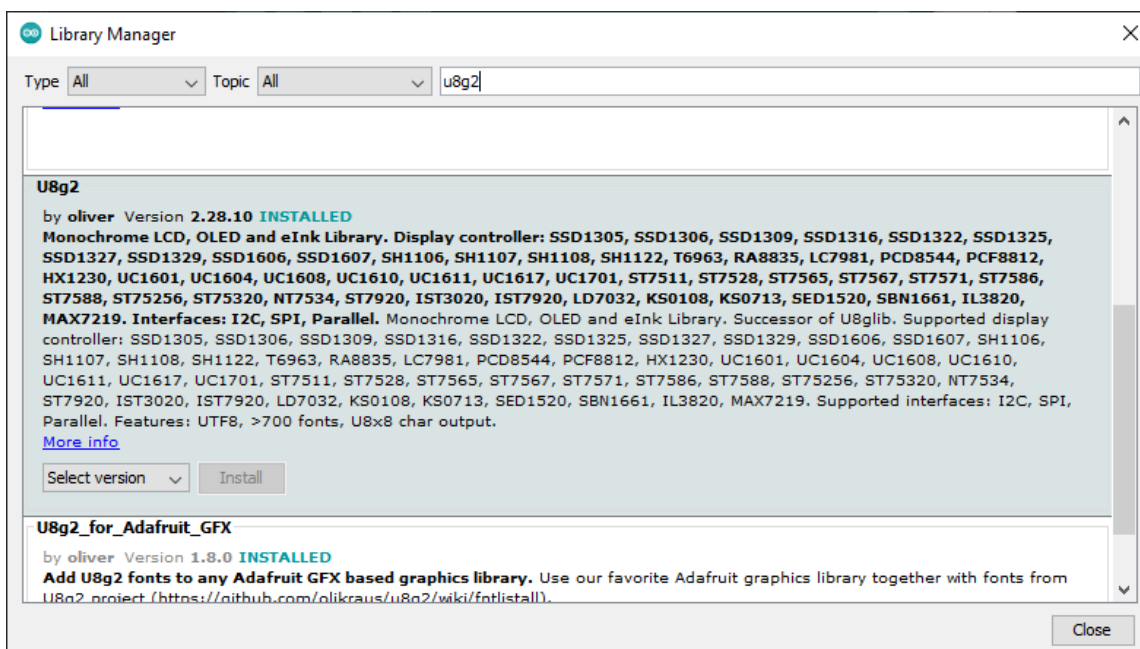 Library Manager
Type All Topic All u8g2
U8g2
by oliver Version 2.28.10 INSTALLED
Monochrome LCD, OLED and eInk Library. Display controller: SSD1305, SSD1306, SSD1309, SSD1316, SSD1322, SSD1325,
SSD1327, SSD1329, SSD1606, SSD1607, SH1106, SH1107, SH1108, SH1122, T6963, RA8835, LC7981, PCD8544, PCF8812,
HX1230, UC1601, UC1604, UC1608, UC1610, UC1611, UC1617, UC1701, ST7511, ST7528, ST7565, ST7567, ST7571, ST7586,
ST7588, ST75256, ST75320, NT7534, ST7920, IST3020, IST7920, LD7032, KS0108, KS0713, SED1520, SBN1661, IL3820,
MAX7219. Interfaces: I2C, SPI, Parallel. Monochrome LCD, OLED and eInk Library. Successor of U8glib. Supported display
controller: SSD1305, SSD1306, SSD1309, SSD1316, SSD1322, SSD1325, SSD1327, SSD1329, SSD1606, SSD1607, SH1106,
SH1107, SH1108, SH1122, T6963, RA8835, LC7981, PCD8544, PCF8812, HX1230, UC1601, UC1604, UC1608, UC1610,
UC1611, UC1617, UC1701, ST7511, ST7528, ST7565, ST7567, ST7571, ST7586, ST7588, ST75256, ST75320, NT7534,
ST7920, IST3020, IST7920, LD7032, KS0108, KS0713, SED1520, SBN1661, IL3820, MAX7219. Supported interfaces: I2C, SPI,
Parallel. Features: UTF8, >700 fonts, U8x8 char output.
More info
Select version Install
U8g2_for_Adafruit_GFX
by oliver Version 1.8.0 INSTALLED
Add U8g2 fonts to any Adafruit GFX based graphics library. Use our favorite Adafruit graphics library together with fonts from
U8g2 project (https://github.com/olikraus/u8g2/wiki/fntlistall).
Close